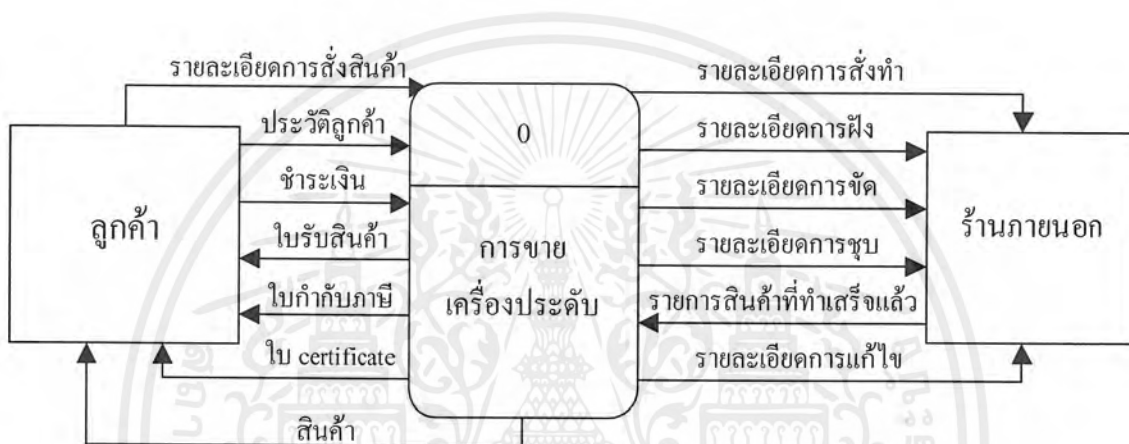 รายละเอียดการสั่งสินค้า
ประวัติลูกค้า
ชำระเงิน
ใบรับสินค้า
ใบกำกับภาษี
ใบ certificate
สินค้า
ลูกค้า
0
การขาย
เครื่องประดับ
รายละเอียดการสั่งทำ
รายละเอียดการฝัง
รายละเอียดการขัด
รายละเอียดการชุบ
รายการสินค้าที่ทำเสร็จแล้ว
รายละเอียดการแก้ไข
ร้านภายนอก